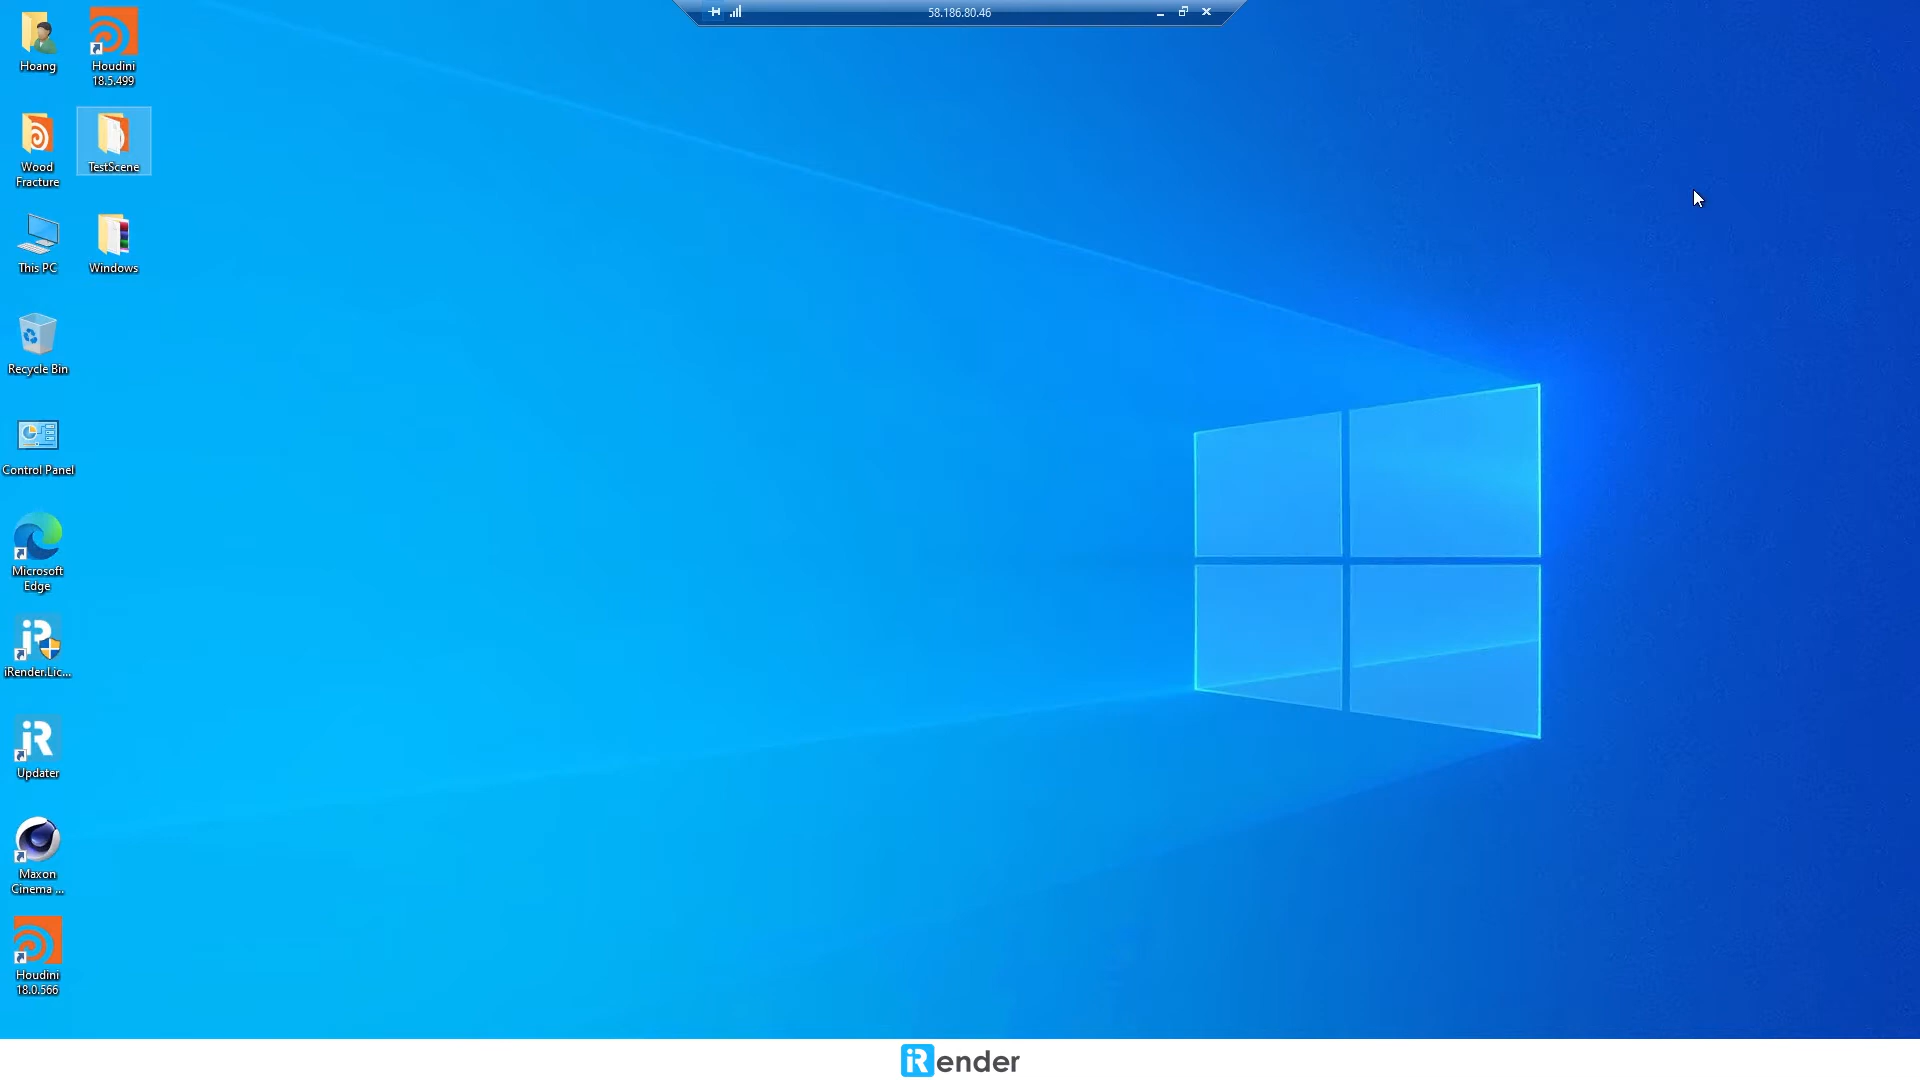 58.186.80.46
Hoang
Houdini
18.5.499
Wood
Fracture
TestScene
This PC
Windows
Recycle Bin
Control Panel
Microsoft
Edge
iRender.Lic...
Updater
Maxon
Cinema ...
Houdini
18.0.566
iRender